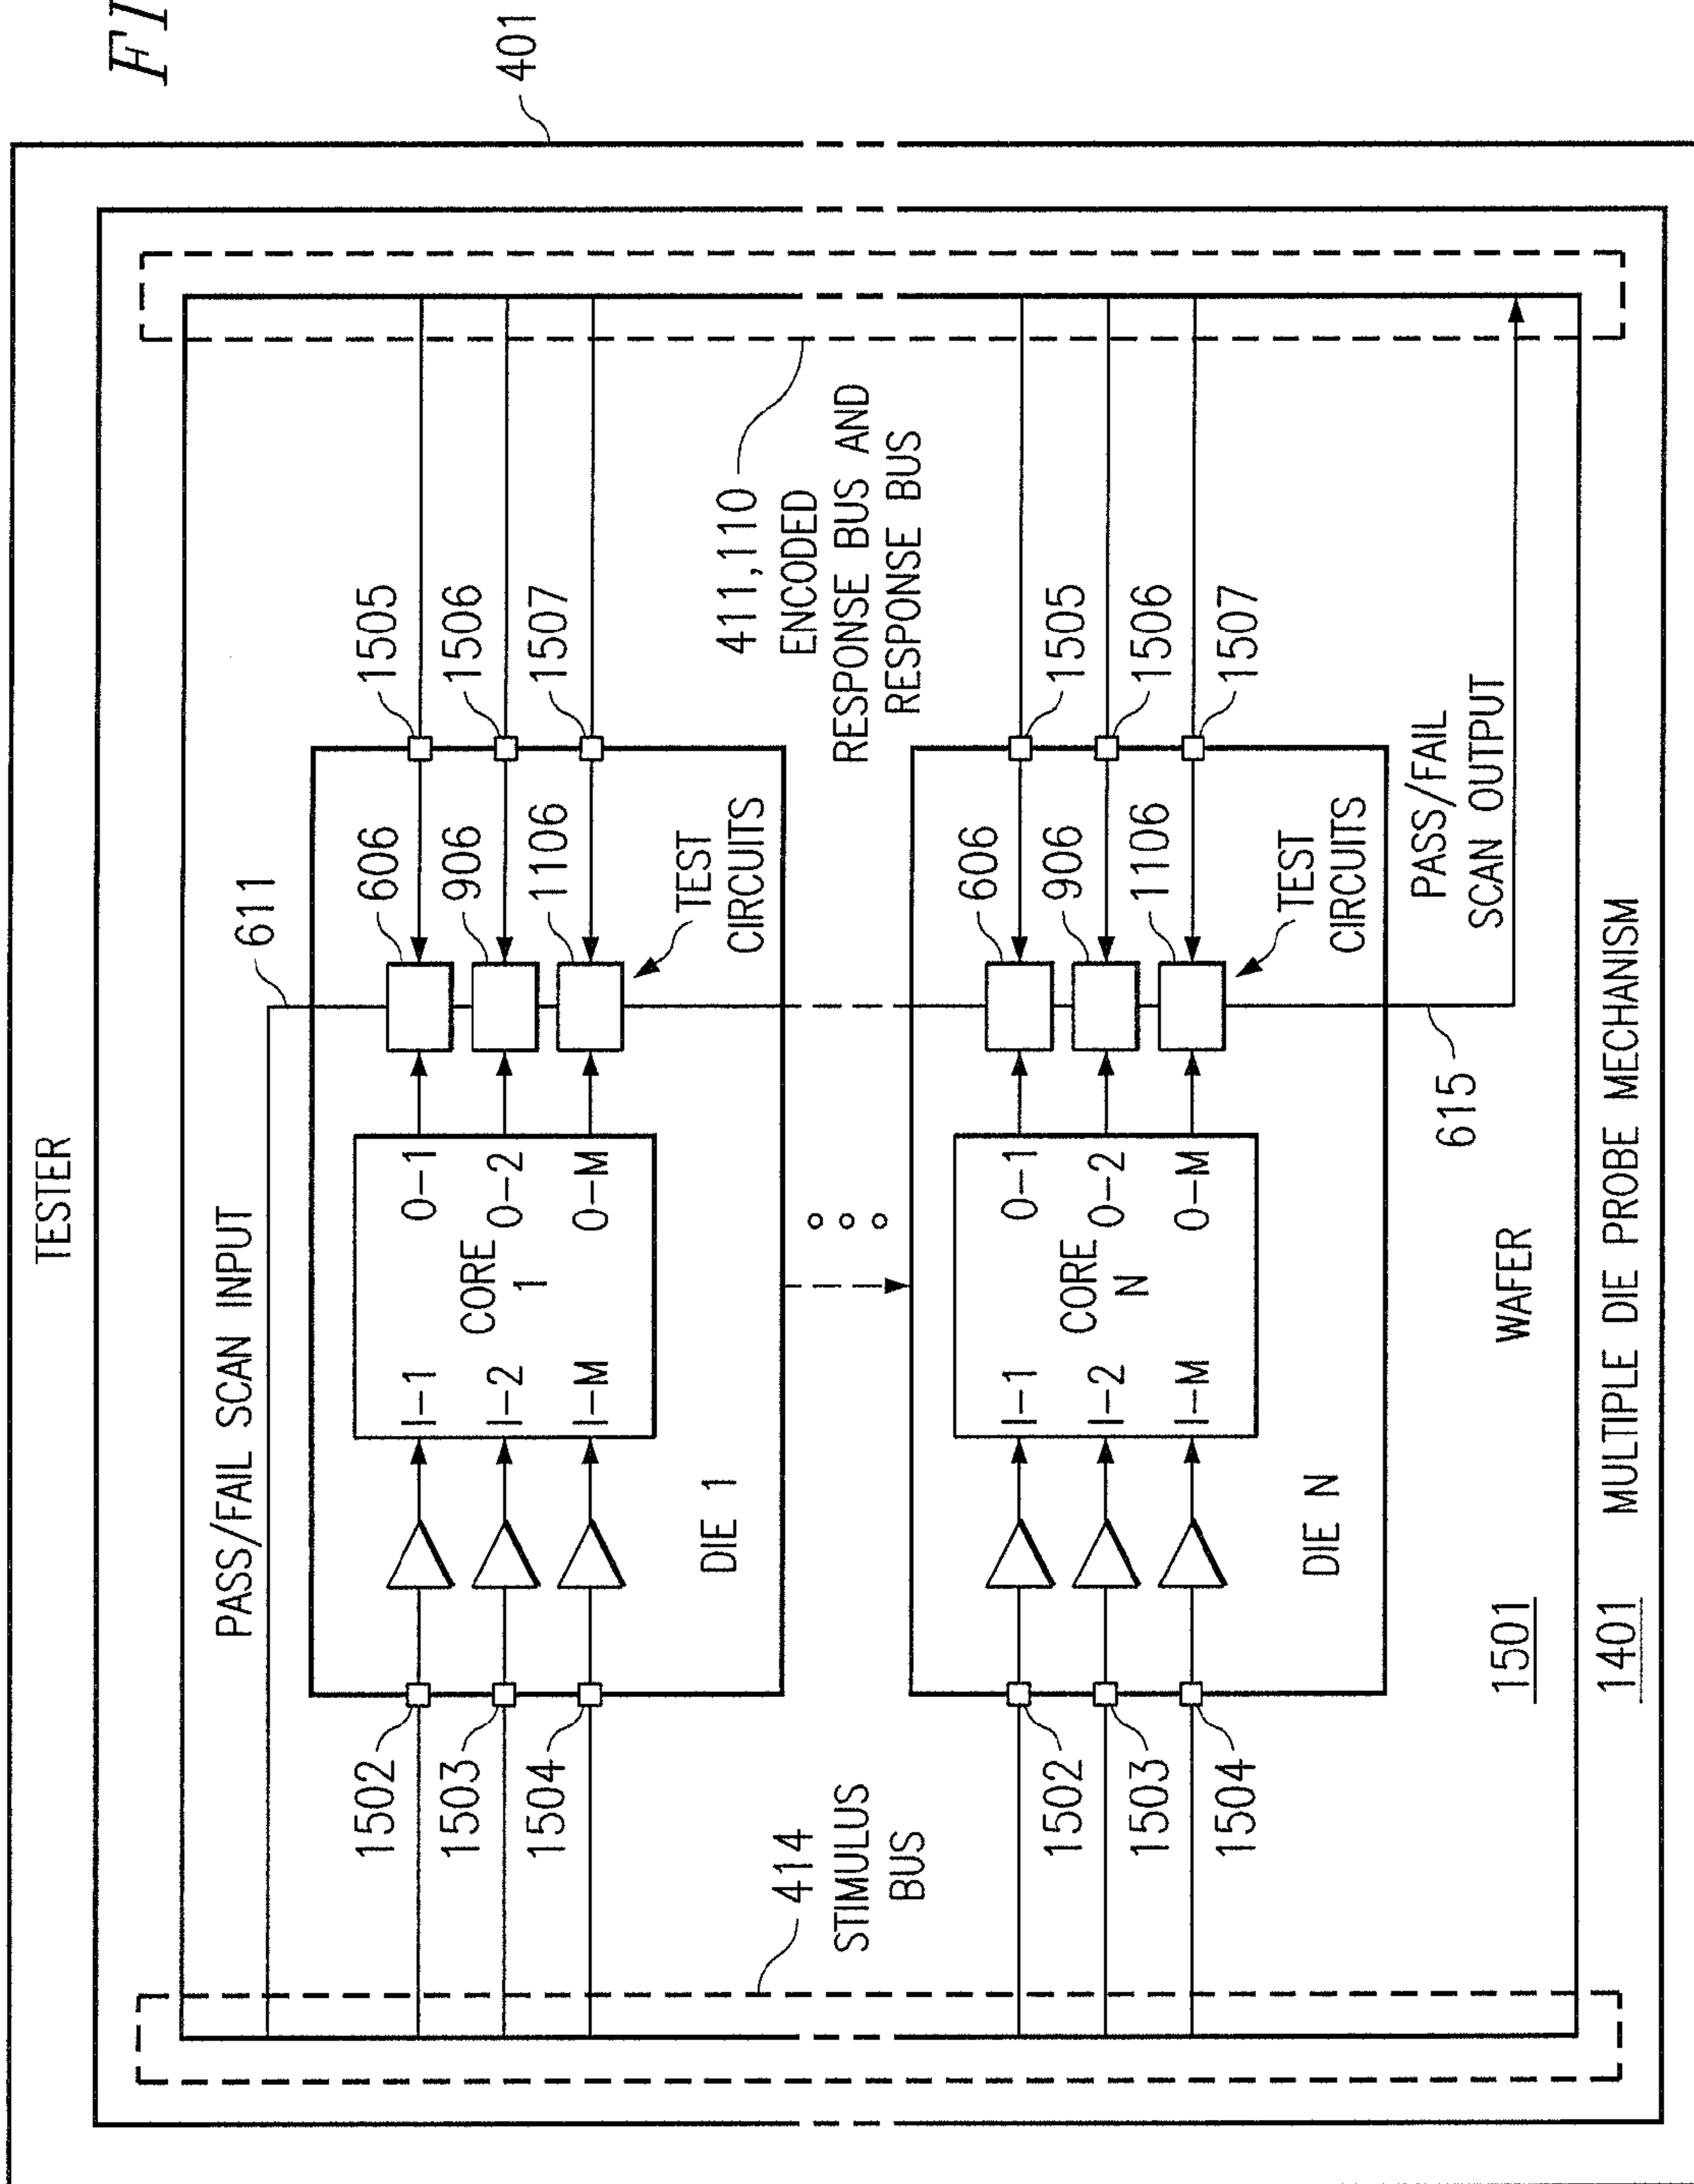 FI
TESTER
401
PASS/FAIL SCAN INPUT
611
1502
1503
1504
I-1
I-2
I-M
CORE
1
O-1
O-2
O-M
606
906
1106
1505
1506
1507
DIE 1
TEST
CIRCUITS
414
STIMULUS
BUS
411,110
ENCODED
RESPONSE BUS AND
RESPONSE BUS
1502
1503
1504
I-1
I-2
I-M
CORE
N
O-1
O-2
O-M
606
906
1106
1505
1506
1507
DIE N
TEST
CIRCUITS
615
PASS/FAIL
SCAN OUTPUT
1501
WAFER
1401
MULTIPLE DIE PROBE MECHANISM